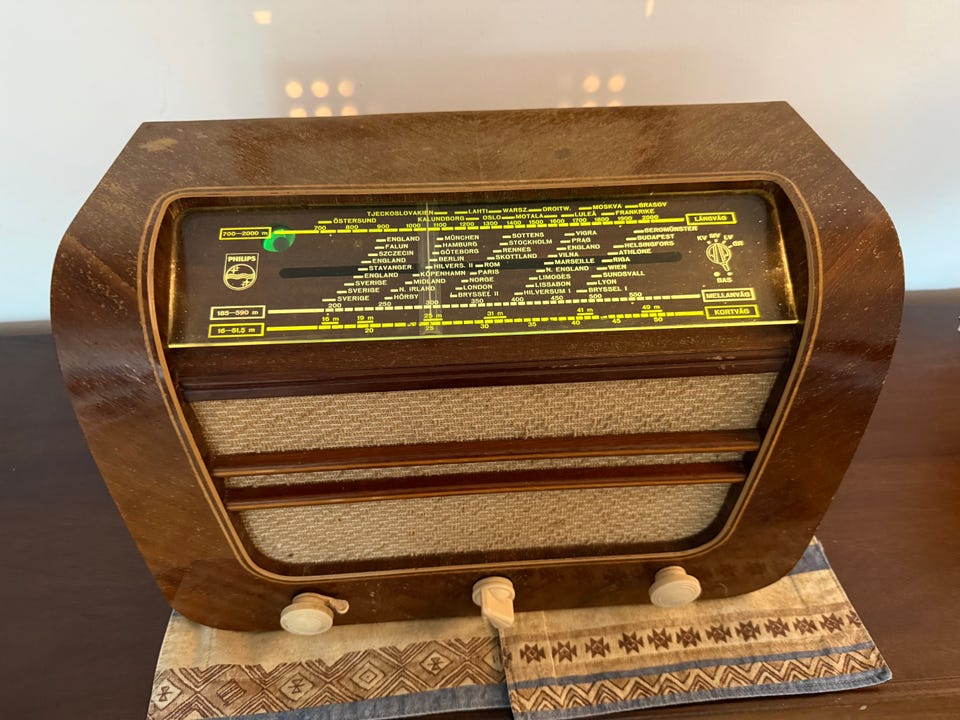 TJECKOSLOVAKIEN LAHTI WARSZ. DROITW. MOSKVA BRASOV
ÖSTERSUND KALUNDBORG OSLO MOTALA LULEÅ FRANKRIKE
700 800 900 1000 1100 1200 1300 1400 1500 1600 1700 1800 1900 2000 LÅNGVÅG
700-2000 m
ENGLAND MÜNCHEN SOTTENS VIGRA BEROMÜNSTER
FALUN HAMBURG STOCKHOLM PRAG BUDAPEST
SZCZECIN GÖTEBORG RENNES ENGLAND HELSINGFORS
ENGLAND BERLIN SKOTTLAND VILNA ATHLONE
PHILIPS
STAVANGER HILVERS. II ROM MARSEILLE RIGA
ENGLAND KÖPENHAMN PARIS N. ENGLAND WIEN
SVERIGE MIDLAND NORGE LIMOGES SUNDSVALL
SVERIGE N. IRLAND LONDON LISSABON LYON
SVERIGE HÖRBY BRYSSEL II HILVERSUM I BRYSSEL I
BAS
200 250 300 350 400 450 500 550 MELLANVÅG
185-590 m
16 m 19 m 25 m 31 m 41 m 49 m KORTVÅG
16-51,5 m
20 25 30 35 40 45 50